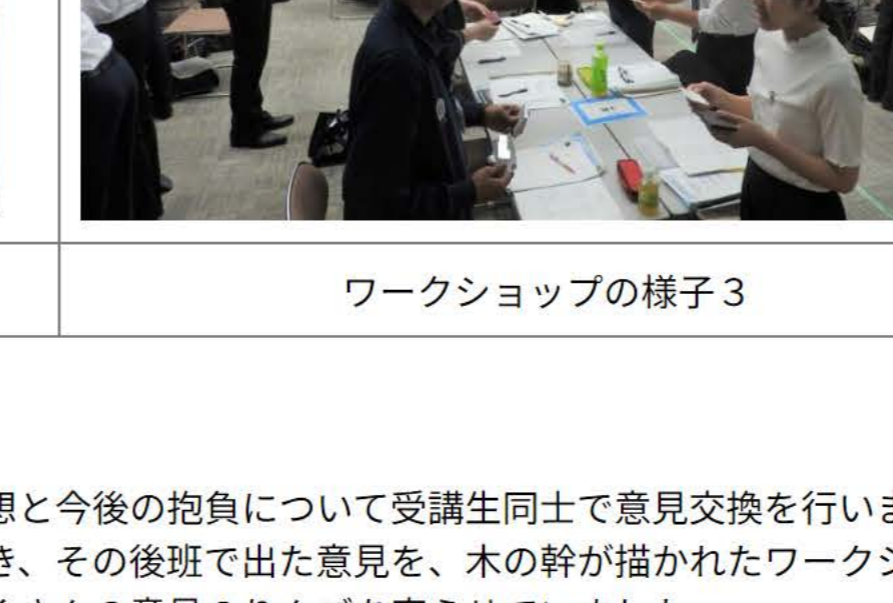 ワークショップの様子３
想と今後の抱負について受講生同士で意見交換を行い
き、その後班で出た意見を、木の幹が描かれたワーク